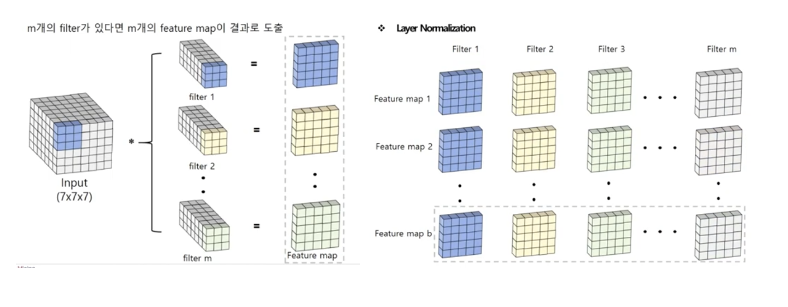 m개의 filter가 있다면 m개의 feature map이 결과로 도출
filter 1
=
*
filter 2
=
Input
(7x7x7)
filter m
=
Feature map
❖ Layer Normalization
Filter 1 Filter 2 Filter 3 Filter m
Feature map 1
Feature map 2
Feature map b